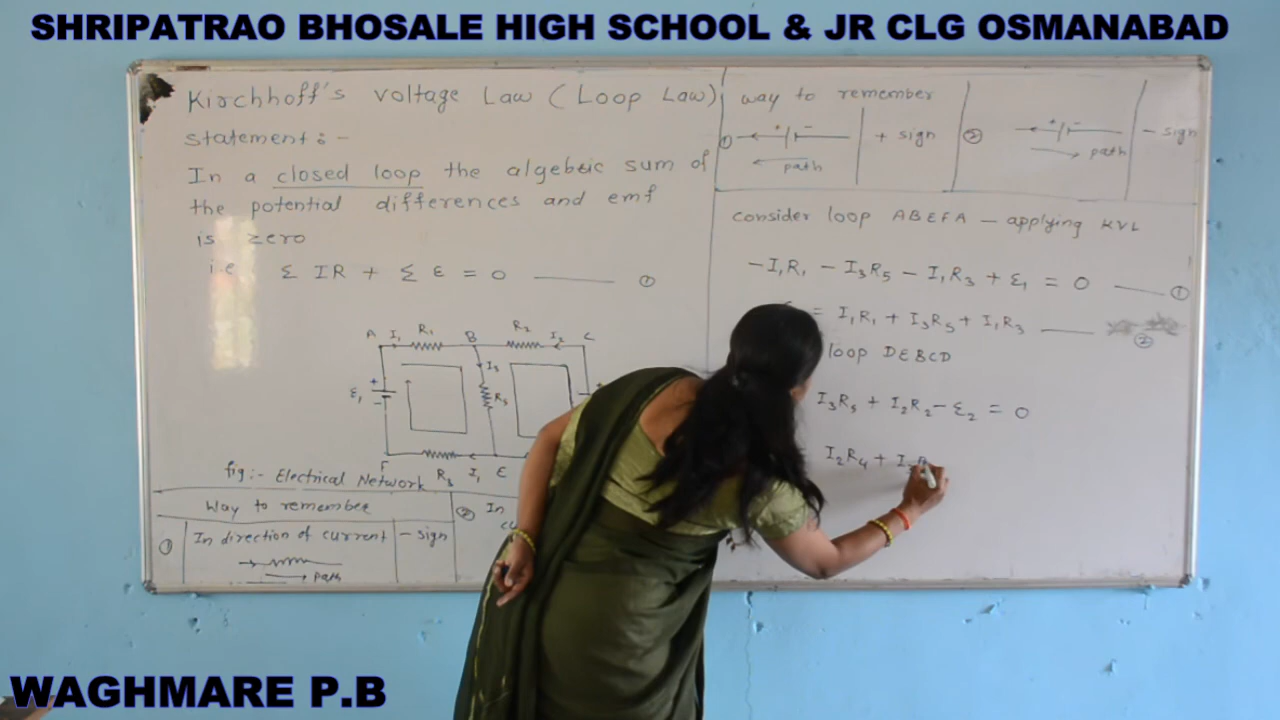 SHRIPATRAO BHOSALE HIGH SCHOOL & JR CLG OSMANABAD
Kirchhoff's voltage Law (Loop Law)
statement :-
In a closed loop the algebric sum of
the potential differences and emf
is zero
i.e Σ IR + Σ ε = 0 ——— ①
A I₁ R₁ B R₂ I₂ C
I₃
ε₁ + - R₅
F R₃ I₁ E
fig:- Electrical Network
Way to remember
① In direction of current - sign
path
② In
way to remember
① + - + sign
path
② + - - sign
path
consider loop ABEFA - applying KVL
-I₁R₁ - I₃R₅ - I₁R₃ + ε₁ = 0 ——— ①
= I₁R₁ + I₃R₅ + I₁R₃ ——— ②
loop DEBCD
I₃R₅ + I₂R₂ - ε₂ = 0
I₂R₄ +
WAGHMARE P.B